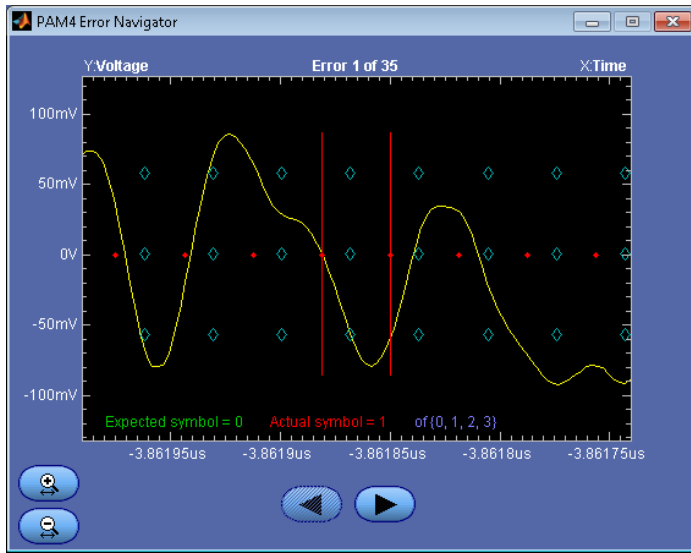 PAM4 Error Navigator
Y:Voltage Error 1 of 35 X:Time
100mV
50mV
0V
-50mV
-100mV
Expected symbol = 0 Actual symbol = 1 of {0, 1, 2, 3}
-3.86195us -3.8619us -3.86185us -3.8618us -3.86175us